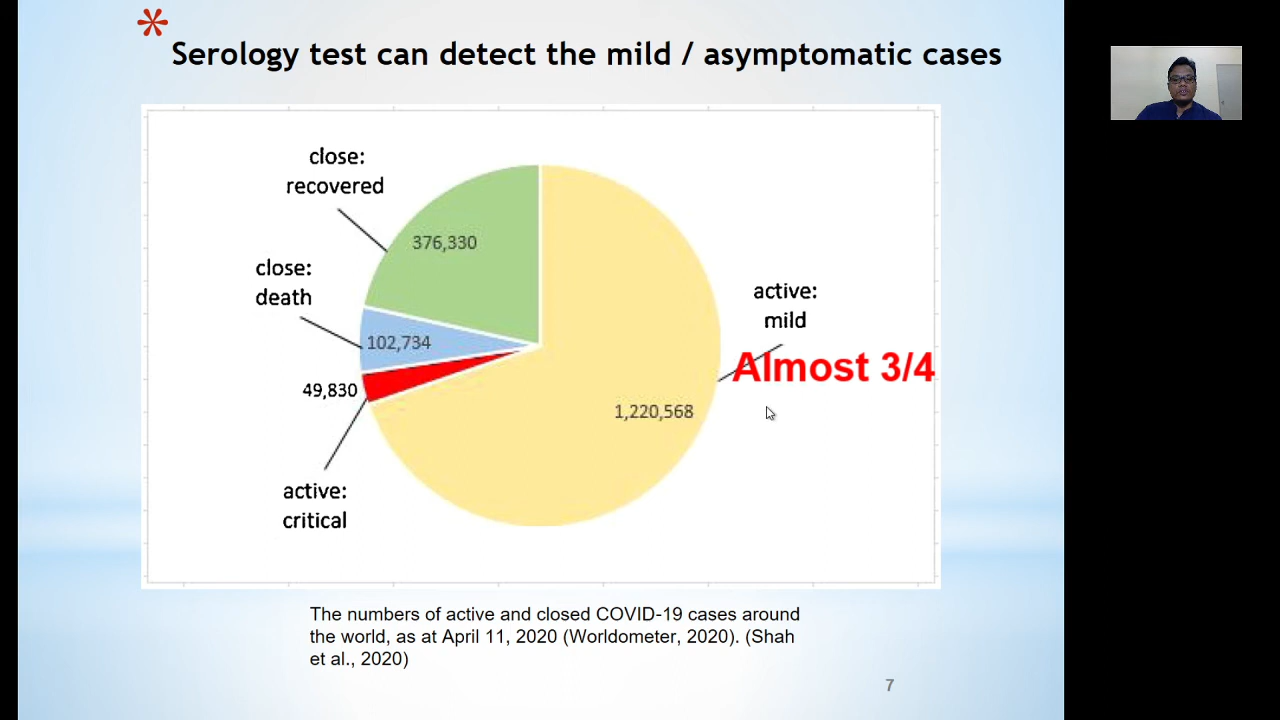 *
Serology test can detect the mild / asymptomatic cases
close:
recovered
376,330
close:
death
102,734
49,830
active:
critical
active:
mild
Almost 3/4
1,220,568
The numbers of active and closed COVID-19 cases around
the world, as at April 11, 2020 (Worldometer, 2020). (Shah
et al., 2020)
7